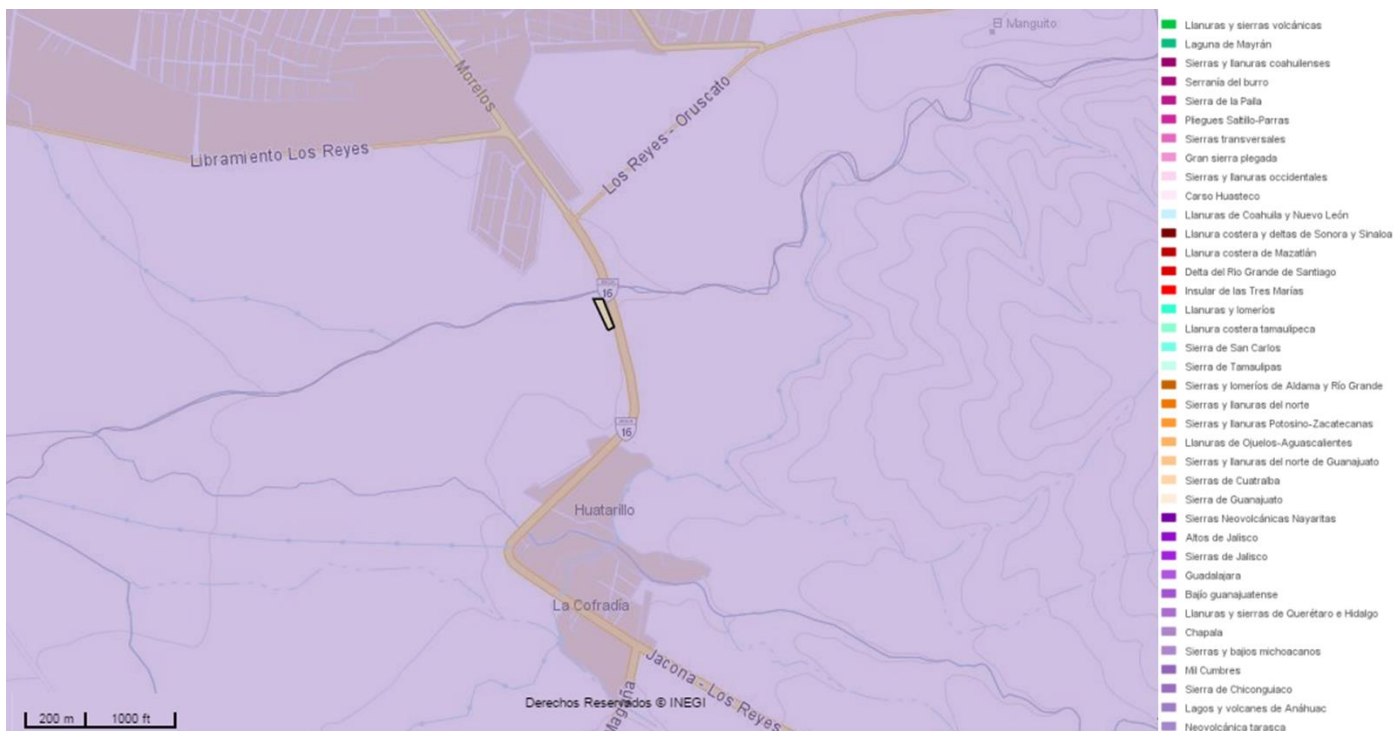 El Manguito
Morelos
Los Reyes - Oruscato
Libramiento Los Reyes
16
16
Huatarillo
La Cofradía
Jacona - Los Reyes
Magaña
Derechos Reservados © INEGI
200 m
1000 ft
Llanuras y sierras volcánicas
Laguna de Mayrán
Sierras y llanuras coahuilenses
Serranía del burro
Sierra de la Paila
Pliegues Saltillo-Parras
Sierras transversales
Gran sierra plegada
Sierras y llanuras occidentales
Carso Huasteco
Llanuras de Coahuila y Nuevo León
Llanura costera y deltas de Sonora y Sinaloa
Llanura costera de Mazatlán
Delta del Rio Grande de Santiago
Insular de las Tres Marías
Llanuras y lomeríos
Llanura costera tamaulipeca
Sierra de San Carlos
Sierra de Tamaulipas
Sierras y lomeríos de Aldama y Río Grande
Sierras y llanuras del norte
Sierras y llanuras Potosino-Zacatecanas
Llanuras de Ojuelos-Aguascalientes
Sierras y llanuras del norte de Guanajuato
Sierras de Cuatralba
Sierra de Guanajuato
Sierras Neovolcánicas Nayaritas
Altos de Jalisco
Sierras de Jalisco
Guadalajara
Bajío guanajuatense
Llanuras y sierras de Querétaro e Hidalgo
Chapala
Sierras y bajíos michoacanos
Mil Cumbres
Sierra de Chiconquiaco
Lagos y volcanes de Anáhuac
Neovolcánica tarasca